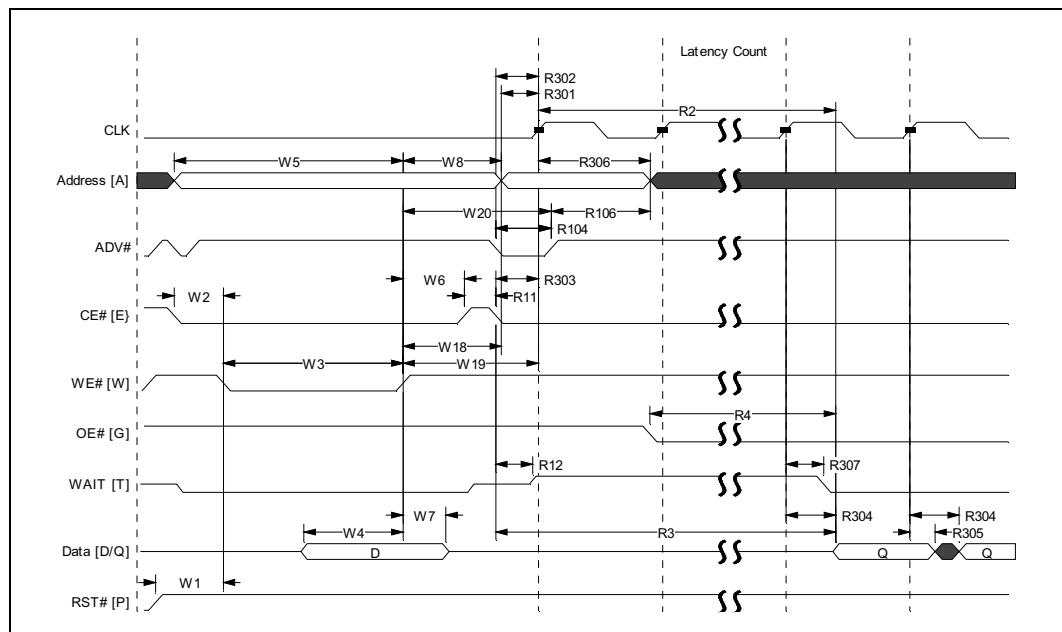 Latency Count
R302
R301
R2
CLK
W5
W8
R306
Address [A]
W20
R106
R104
ADV#
W6
R303
W2
R11
CE# [E}
W18
W3
W19
WE# [W]
R4
OE# [G]
R12
R307
WAIT [T]
W7
R304
R304
W4
R3
R305
Data [D/Q]
D
Q
Q
W1
RST# [P]